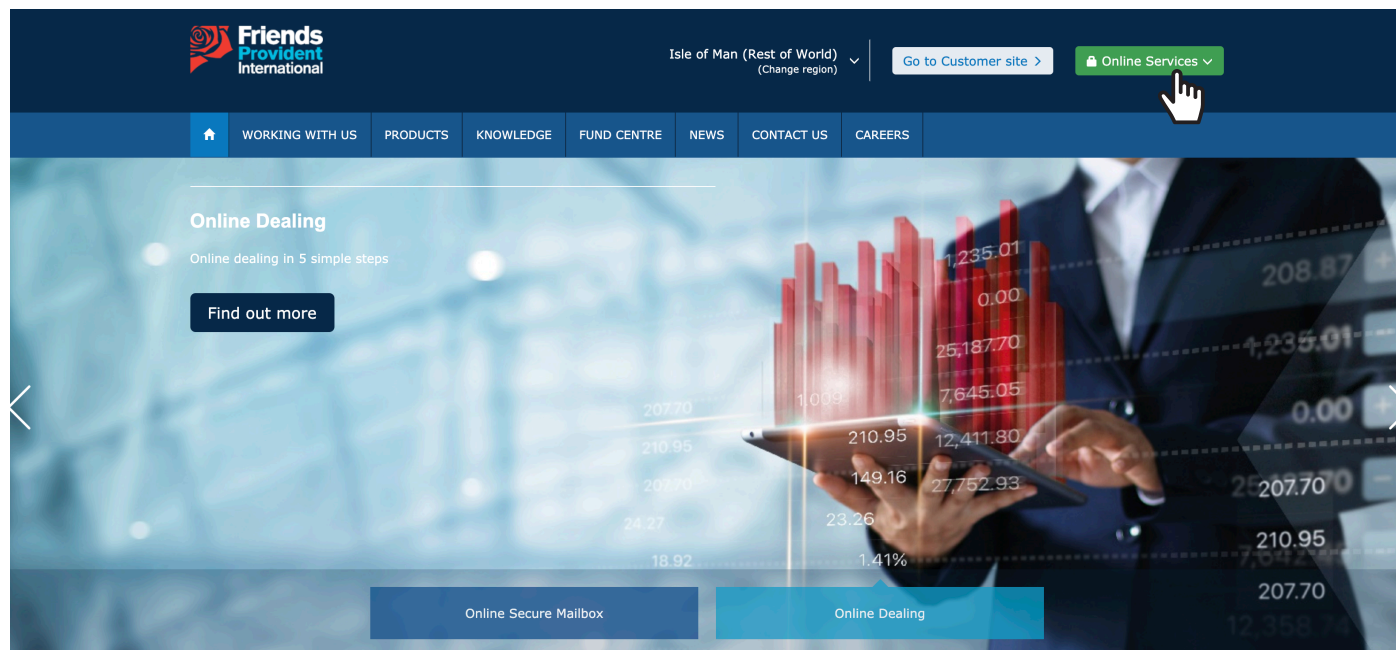 Friends
Provident
International
Isle of Man (Rest of World)
(Change region)
Go to Customer site >
Online Services
WORKING WITH US
PRODUCTS
KNOWLEDGE
FUND CENTRE
NEWS
CONTACT US
CAREERS
Online Dealing
Online dealing in 5 simple steps
Find out more
1,235.01
0.00
25,187.70
7,645.05
12,411.80
27,752.93
1.009
210.95
149.16
23.26
1.41%
207.70
210.95
207.70
24.27
18.92
208.87
1,235.01
0.00
207.70
210.95
207.70
12,358.74
Online Secure Mailbox
Online Dealing